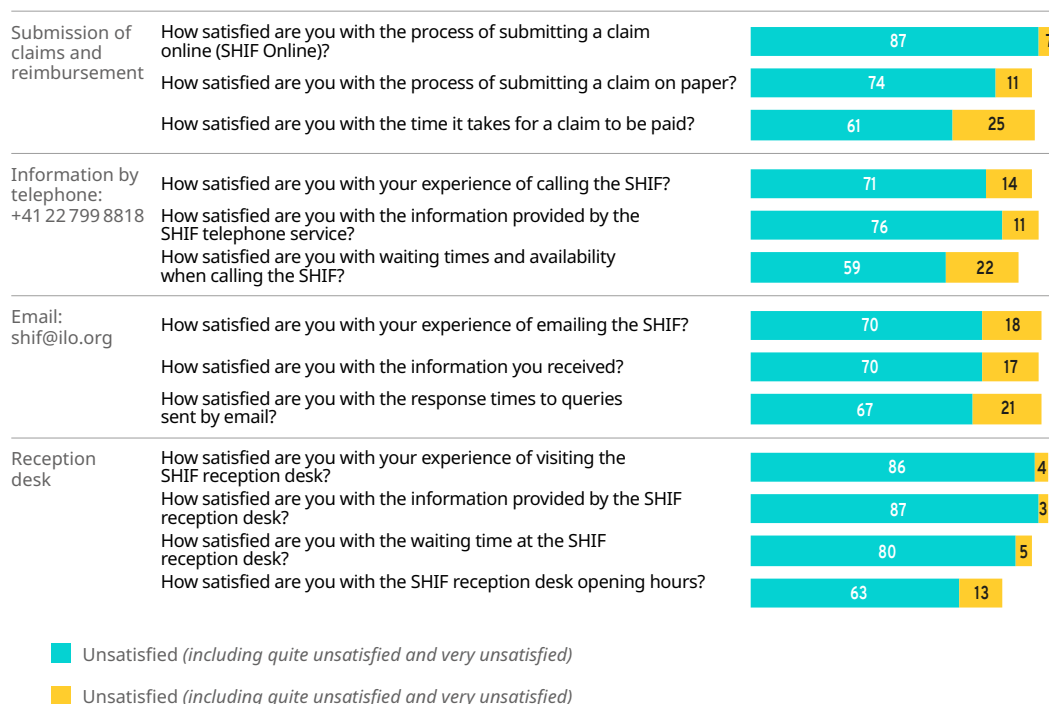 Submission of
claims and
reimbursement
How satisfied are you with the process of submitting a claim
online (SHIF Online)?
87 7
How satisfied are you with the process of submitting a claim on paper?
74 11
How satisfied are you with the time it takes for a claim to be paid?
61 25
Information by
telephone:
+41 22 799 8818
How satisfied are you with your experience of calling the SHIF?
71 14
How satisfied are you with the information provided by the
SHIF telephone service?
76 11
How satisfied are you with waiting times and availability
when calling the SHIF?
59 22
Email:
shif@ilo.org
How satisfied are you with your experience of emailing the SHIF?
70 18
How satisfied are you with the information you received?
70 17
How satisfied are you with the response times to queries
sent by email?
67 21
Reception
desk
How satisfied are you with your experience of visiting the
SHIF reception desk?
86 4
How satisfied are you with the information provided by the SHIF
reception desk?
87 3
How satisfied are you with the waiting time at the SHIF
reception desk?
80 5
How satisfied are you with the SHIF reception desk opening hours?
63 13
Unsatisfied (including quite unsatisfied and very unsatisfied)
Unsatisfied (including quite unsatisfied and very unsatisfied)